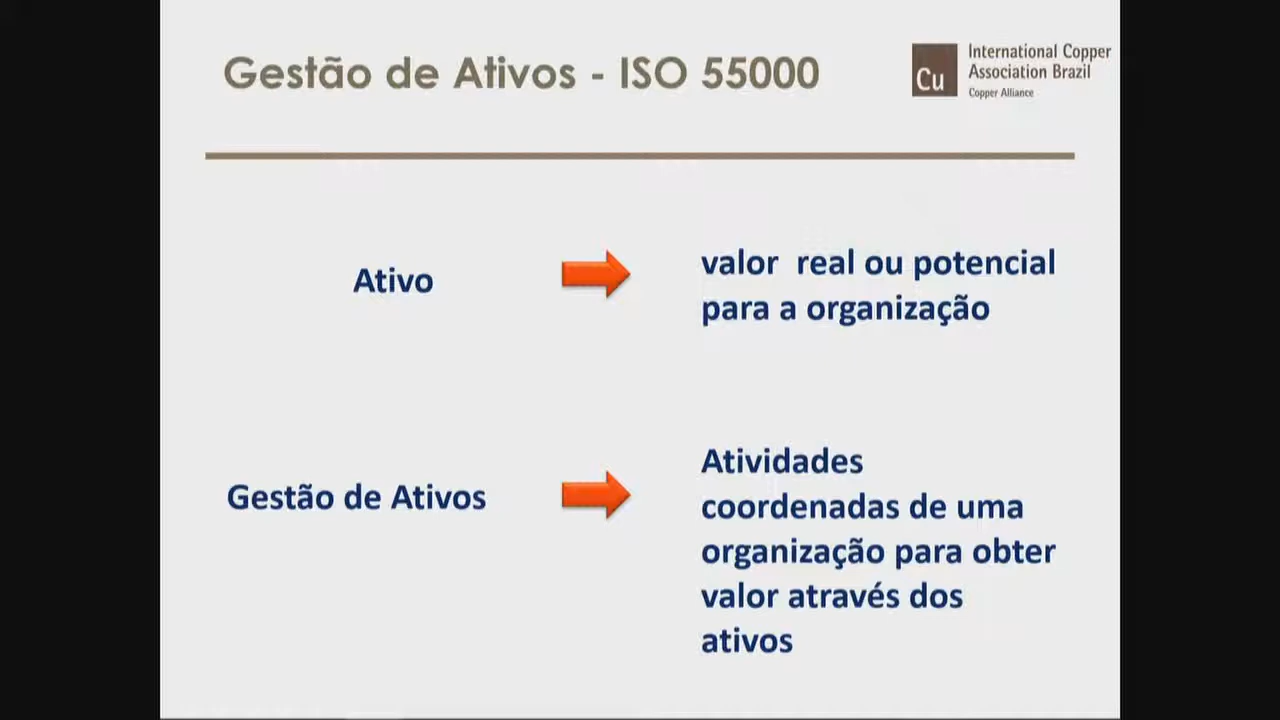 Gestão de Ativos - ISO 55000
Cu
International Copper
Association Brazil
Copper Alliance
Ativo
valor real ou potencial
para a organização
Gestão de Ativos
Atividades
coordenadas de uma
organização para obter
valor através dos
ativos